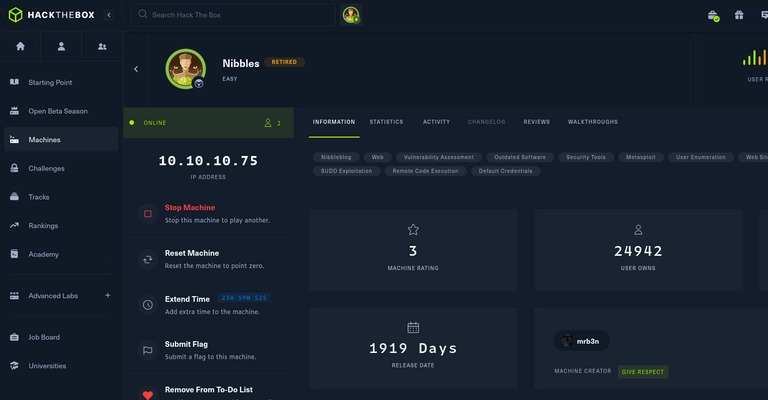 HACKTHEBOX
Search Hack The Box
Nibbles RETIRED
EASY
USER R
Starting Point
Open Beta Season
Machines
Challenges
Tracks
Rankings
Academy
Advanced Labs +
Job Board
Universities
ONLINE 2
10.10.10.75
IP ADDRESS
Stop Machine
Stop this machine to play another.
Reset Machine
Reset the machine to point zero.
Extend Time 23H 59M 52S
Add extra time to the machine.
Submit Flag
Submit a flag to this machine.
Remove From To-Do List
INFORMATION STATISTICS ACTIVITY CHANGELOG REVIEWS WALKTHROUGHS
Nibbleblog Web Vulnerability Assessment Outdated Software Security Tools Metasploit User Enumeration Web Sit
SUDO Exploitation Remote Code Execution Default Credentials
3
MACHINE RATING
24942
USER OWNS
1919 Days
RELEASE DATE
mrb3n
MACHINE CREATOR GIVE RESPECT